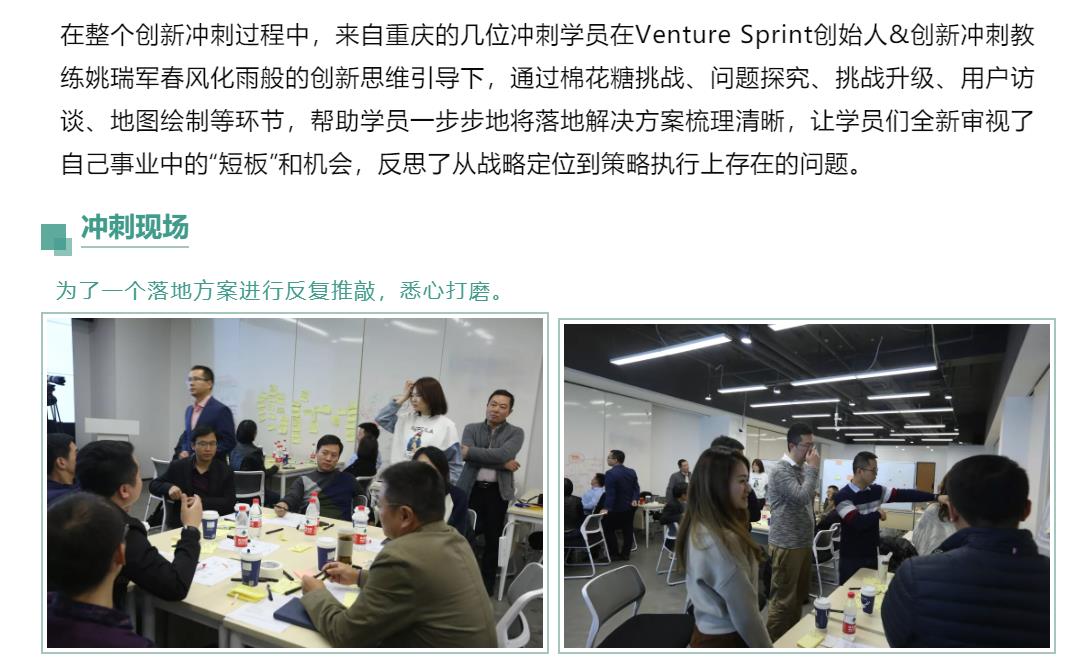 在整个创新冲刺过程中，来自重庆的几位冲刺学员在Venture Sprint创始人&创新冲刺教
练姚瑞军春风化雨般的创新思维引导下，通过棉花糖挑战、问题探究、挑战升级、用户访
谈、地图绘制等环节，帮助学员一步步地将落地解决方案梳理清晰，让学员们全新审视了
自己事业中的“短板”和机会，反思了从战略定位到策略执行上存在的问题。
冲刺现场
为了一个落地方案进行反复推敲，悉心打磨。